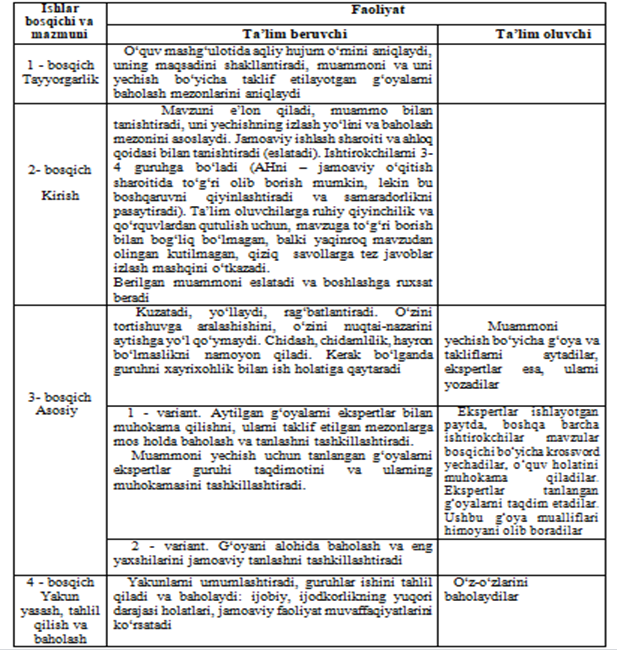 Ishlar
bosqichi va
mazmuni
Faoliyat
Ta'lim beruvchi
Ta'lim oluvchi
1 - bosqich
Tayyorgarlik
O'quv mashg'ulotida aqliy hujum o'rnini aniqlaydi,
uning maqsadini shakllantiradi, muammoni va uni
yechish bo'yicha taklif etilayotgan g'oyalarni
baholash mezonlarini aniqlaydi
2- bosqich
Kirish
Mavzuni e'lon qiladi, muammo bilan
tanishtiradi, uni yechishning izlash yo'lini va baholash
mezonini asoslaydi. Jamoaviy ishlash sharoiti va ahloq
qoidasi bilan tanishtiradi (eslatadi). Ishtirokchilarni 3-
4 guruhga bo'ladi (AHni – jamoaviy o'qitish
sharoitida to'g'ri olib borish mumkin, lekin bu
boshqaruvni qiyinlashtiradi va samaradorlikni
pasaytiradi). Ta'lim oluvchilarga ruhiy qiyinchilik va
qo'rquvlardan qutulish uchun, mavzuga to'g'ri borish
bilan bog'liq bo'lmagan, balki yaqinroq mavzudan
olingan kutilmagan, qiziq savollarga tez javoblar
izlash mashqini o'tkazadi.
Berilgan muammoni eslatadi va boshlashga ruxsat
beradi
3- bosqich
Asosiy
Kuzatadi, yo'llaydi, rag'batlantiradi. O'zini
tortishuvga aralashishini, o'zini nuqtai-nazarini
aytishga yo'l qo'ymaydi. Chidash, chidamlilik, hayron
bo'lmaslikni namoyon qiladi. Kerak bo'lganda
guruhni xayrixohlik bilan ish holatiga qaytaradi
Muammoni
yechish bo'yicha g'oya va
takliflarni aytadilar,
ekspertlar esa, ularni
yozadilar
1 - variant. Aytilgan g'oyalarni ekspertlar bilan
muhokama qilishni, ularni taklif etilgan mezonlarga
mos holda baholash va tanlashni tashkillashtiradi.
Muammoni yechish uchun tanlangan g'oyalarni
ekspertlar guruhi taqdimotini va ularning
muhokamasini tashkillashtiradi.
Ekspertlar ishlayotgan
paytda, boshqa barcha
ishtirokchilar mavzular
bosqichi bo'yicha krossvord
yechadilar, o'quv holatini
muhokama qiladilar.
Ekspertlar tanlangan
g'oyalarni taqdim etadilar.
Ushbu g'oya mualliflari
himoyani olib boradilar
2 - variant. G'oyani alohida baholash va eng
yaxshilarini jamoaviy tanlashni tashkillashtiradi
4 - bosqich
Yakun
yasash, tahlil
qilish va
baholash
Yakunlarni umumlashtiradi, guruhlar ishini tahlil
qiladi va baholaydi: ijobiy, ijodkorlikning yuqori
darajasi holatlari, jamoaviy faoliyat muvaffaqiyatlarini
ko'rsatadi
O'z-o'zlarini
baholaydilar